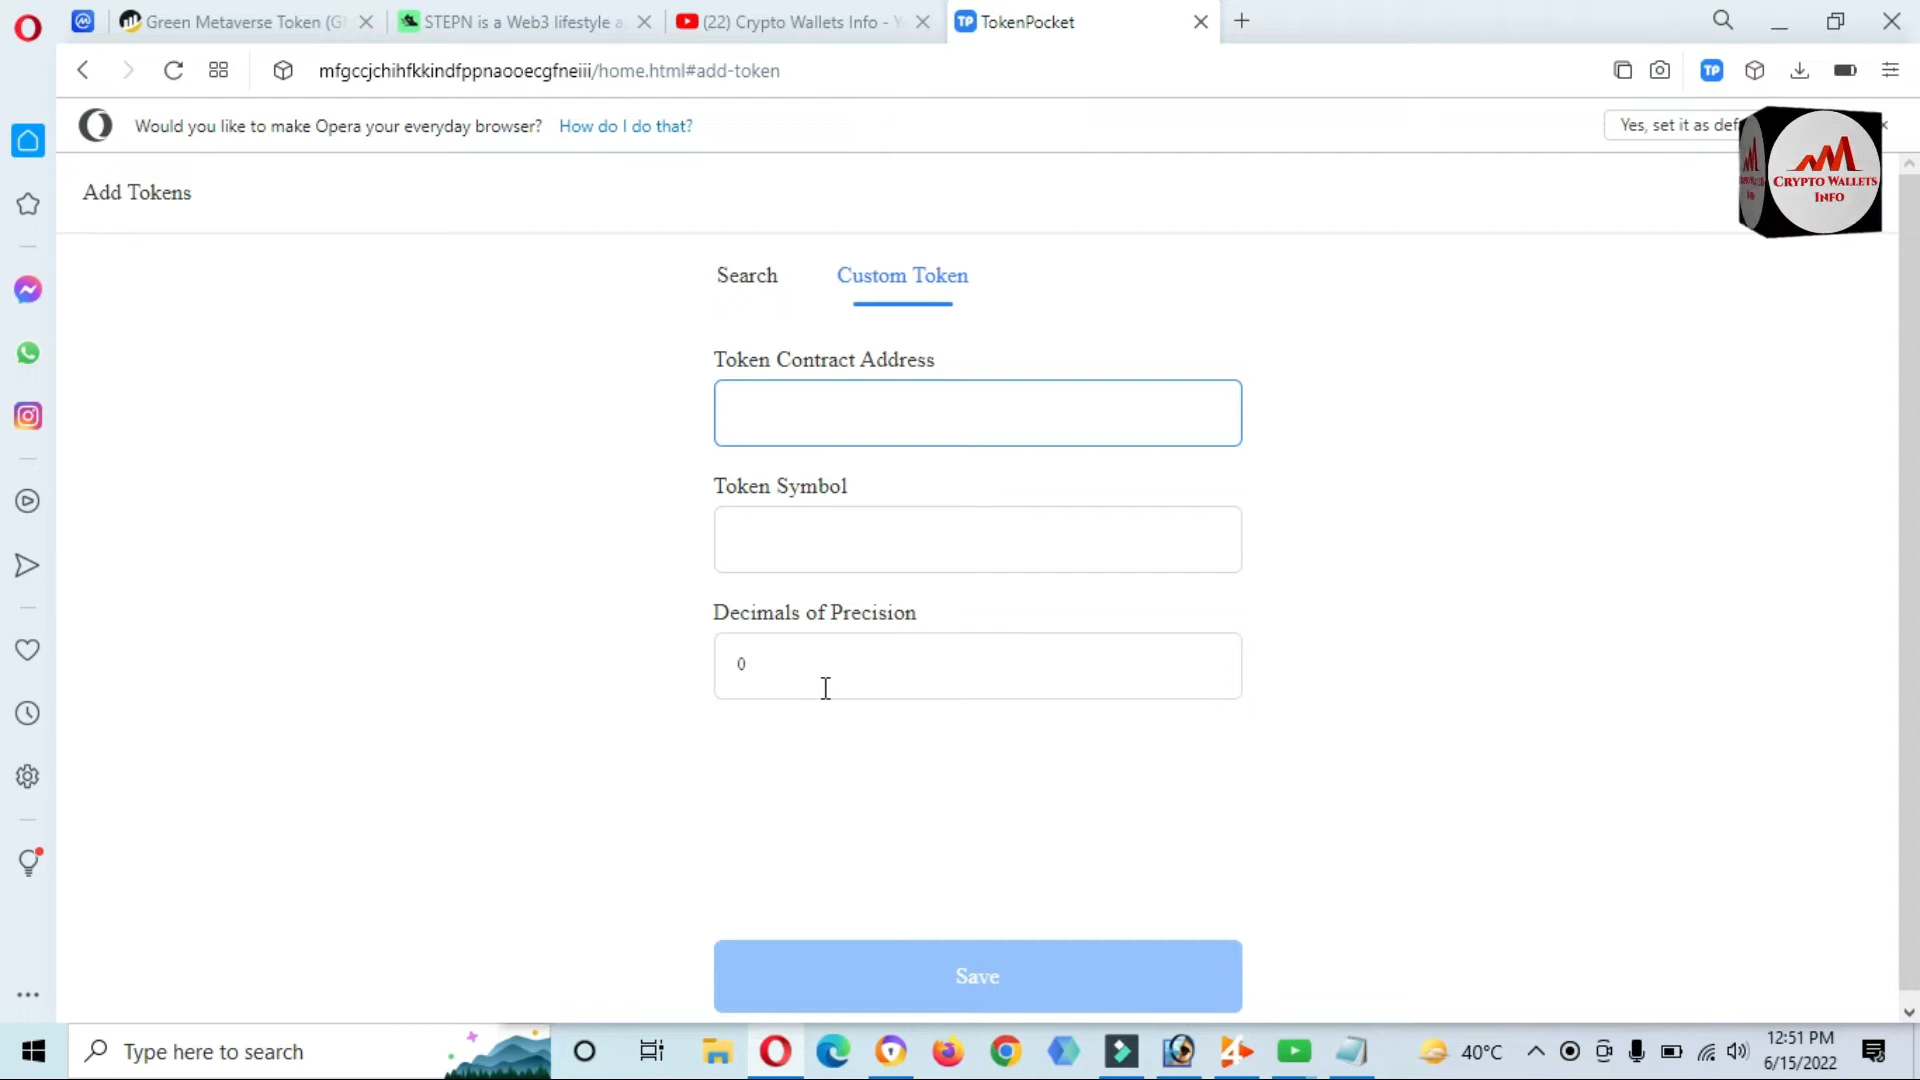 Green Metaverse Token (G
STEPN is a Web3 lifestyle a
(22) Crypto Wallets Info - Y
TP TokenPocket
mfgccjchihfkkindfppnaooecgfneiii/home.html#add-token
TP
Would you like to make Opera your everyday browser? How do I do that?
Yes, set it as def
CRYPTO WALLETS
INFO
Add Tokens
Search
Custom Token
Token Contract Address
Token Symbol
Decimals of Precision
0
Save
Type here to search
40°C
12:51 PM
6/15/2022